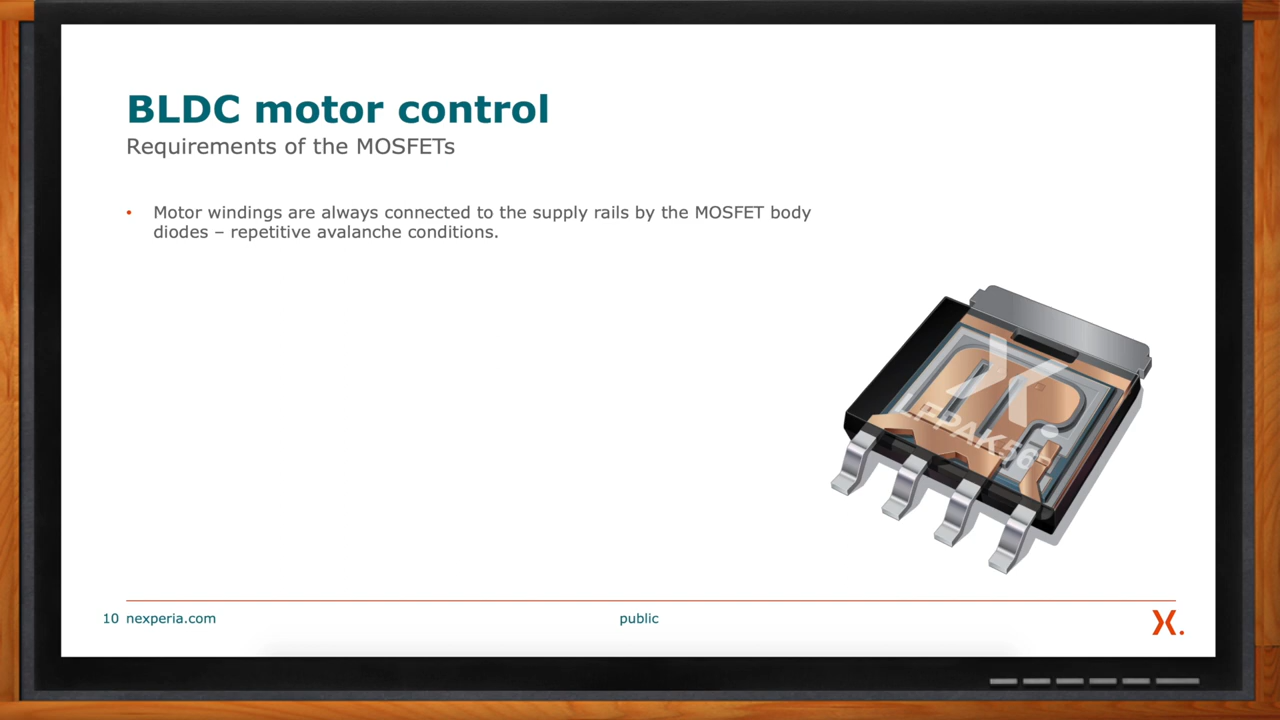 BLDC motor control
Requirements of the MOSFETs
• Motor windings are always connected to the supply rails by the MOSFET body
diodes – repetitive avalanche conditions.
LFPAK56
10 nexperia.com
public